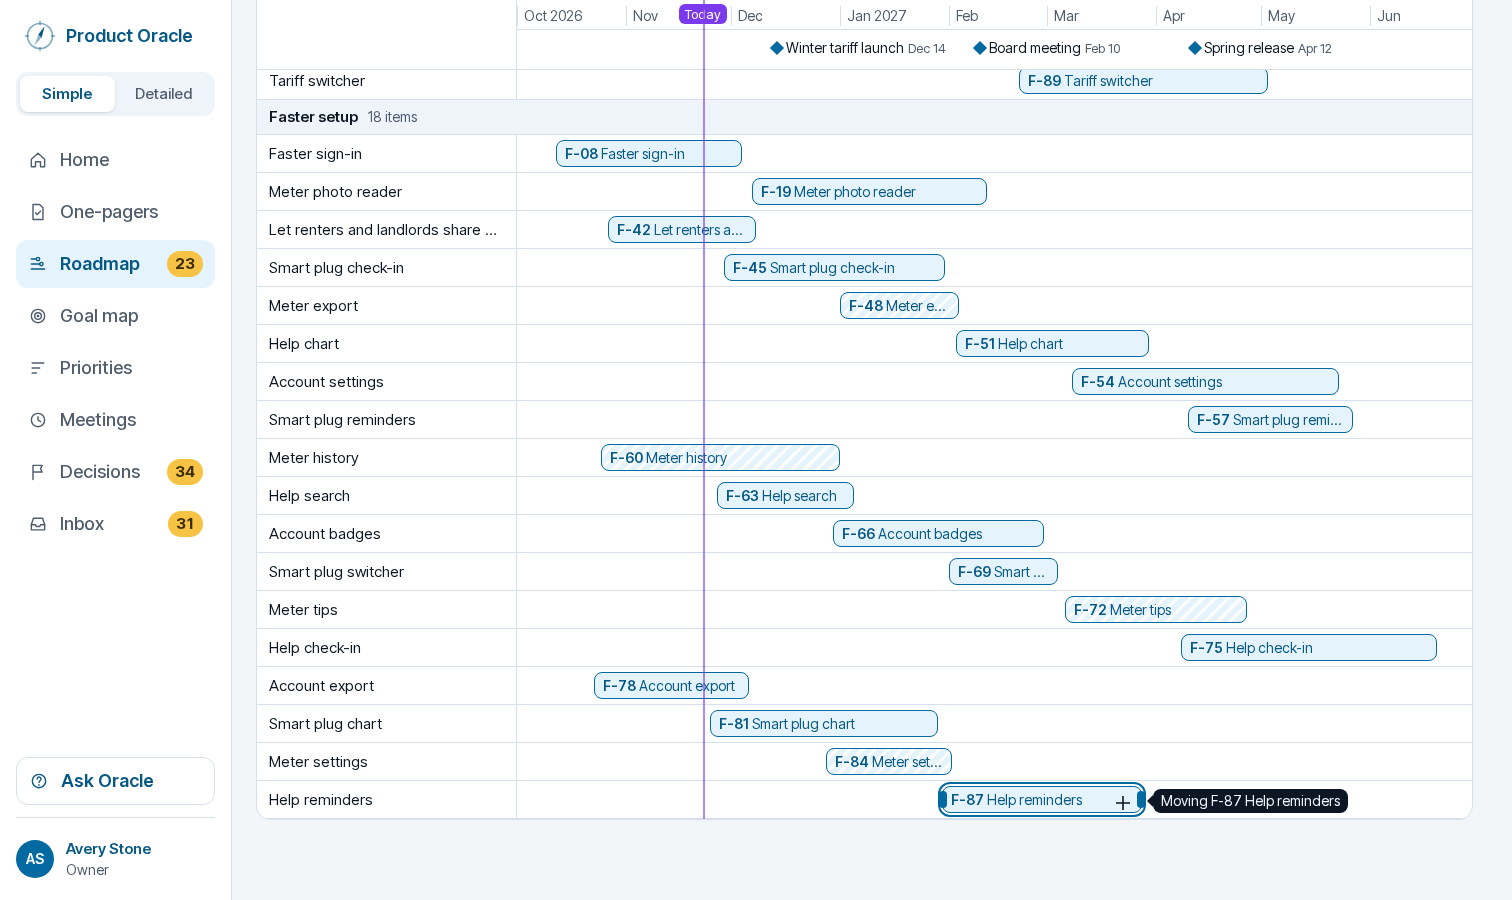 Product Oracle
Simple
Detailed
Home
One-pagers
Roadmap 23
Goal map
Priorities
Meetings
Decisions 34
Inbox 31
Ask Oracle
AS
Avery Stone
Owner
Oct 2026 Nov Today Dec Jan 2027 Feb Mar Apr May Jun
Winter tariff launch Dec 14 Board meeting Feb 10 Spring release Apr 12
Tariff switcher F-89 Tariff switcher
Faster setup 18 items
Faster sign-in F-08 Faster sign-in
Meter photo reader F-19 Meter photo reader
Let renters and landlords share ... F-42 Let renters a...
Smart plug check-in F-45 Smart plug check-in
Meter export F-48 Meter e...
Help chart F-51 Help chart
Account settings F-54 Account settings
Smart plug reminders F-57 Smart plug remi...
Meter history F-60 Meter history
Help search F-63 Help search
Account badges F-66 Account badges
Smart plug switcher F-69 Smart ...
Meter tips F-72 Meter tips
Help check-in F-75 Help check-in
Account export F-78 Account export
Smart plug chart F-81 Smart plug chart
Meter settings F-84 Meter set...
Help reminders F-87 Help reminders Moving F-87 Help reminders